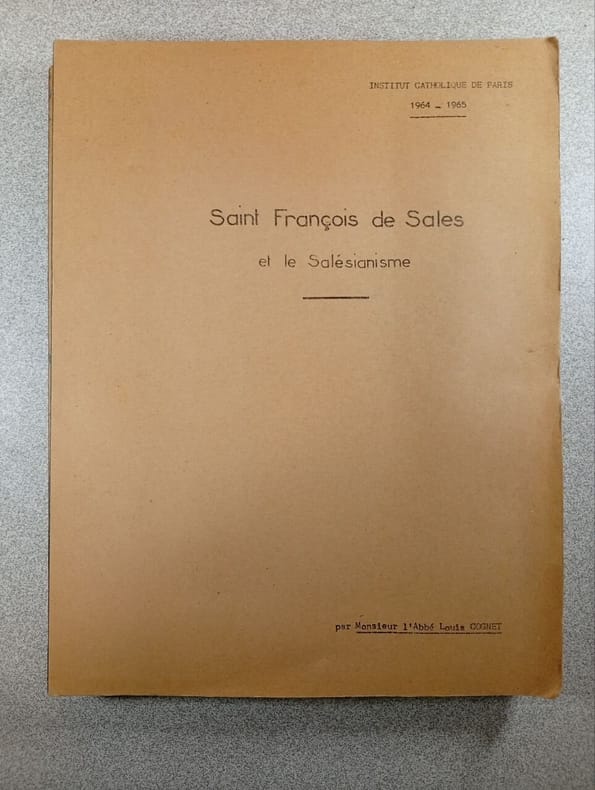 INSTITUT CATHOLIQUE DE PARIS
1964 - 1965
Saint François de Sales
et le Salésianisme
par Monsieur l'Abbé Louis COGNET